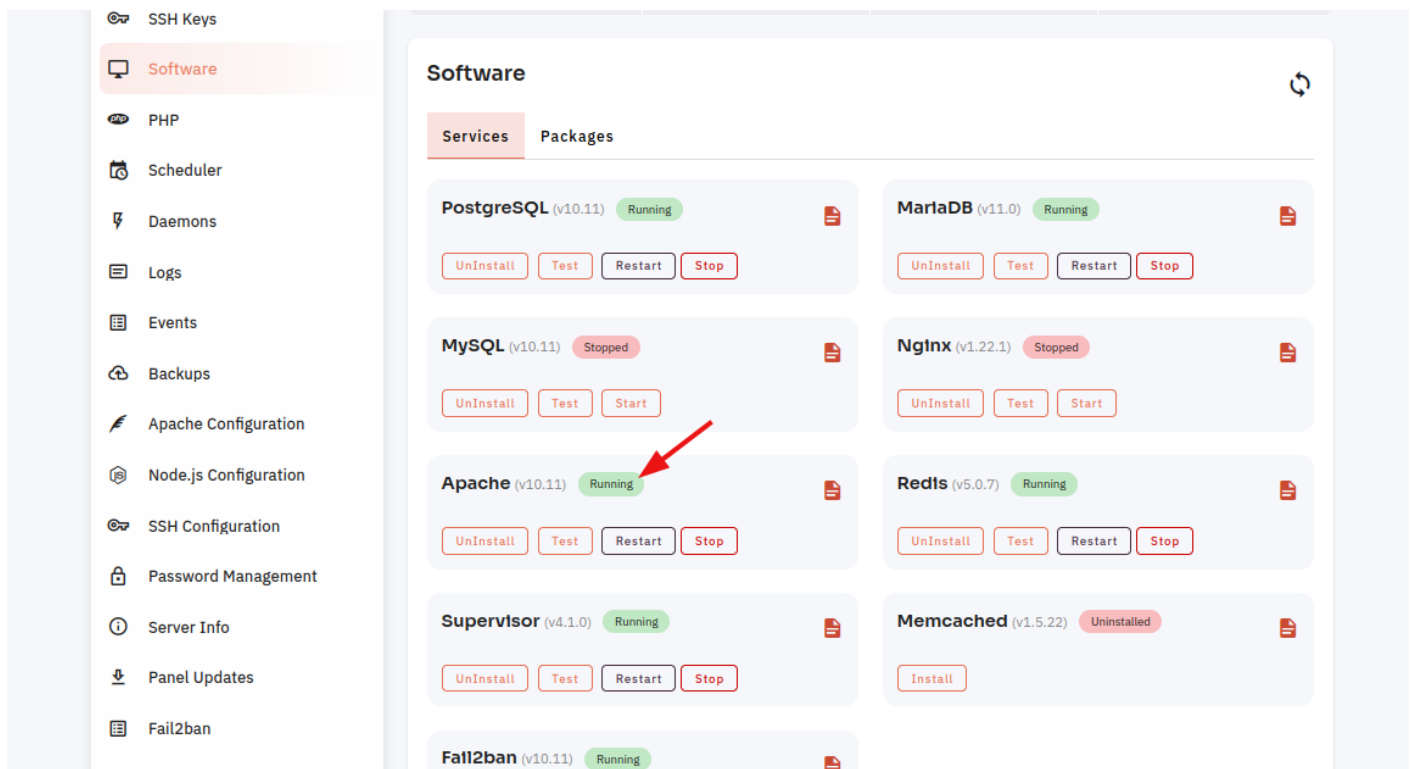 SSH Keys
Software
PHP
Scheduler
Daemons
Logs
Events
Backups
Apache Configuration
Node.js Configuration
SSH Configuration
Password Management
Server Info
Panel Updates
Fail2ban
Software
Services Packages
PostgreSQL (v10.11) Running
UnInstall Test Restart Stop
MariaDB (v11.0) Running
UnInstall Test Restart Stop
MySQL (v10.11) Stopped
UnInstall Test Start
Nginx (v1.22.1) Stopped
UnInstall Test Start
Apache (v10.11) Running
UnInstall Test Restart Stop
Redis (v5.0.7) Running
UnInstall Test Restart Stop
Supervisor (v4.1.0) Running
UnInstall Test Restart Stop
Memcached (v1.5.22) Uninstalled
Install
Fail2ban (v10.11) Running